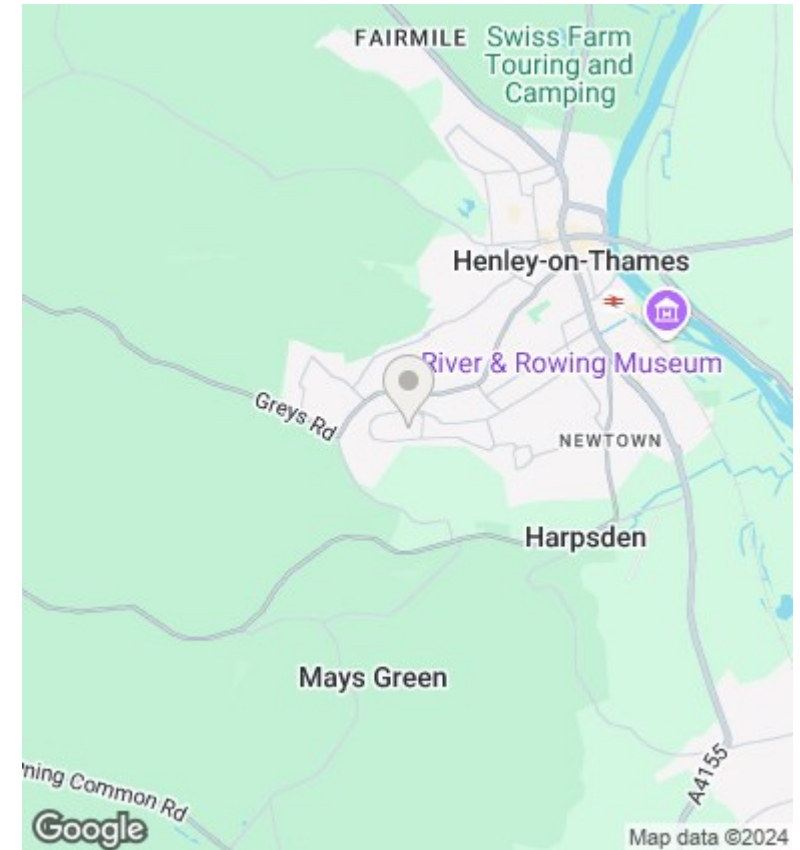 FAIRMILE
Swiss Farm
Touring and
Camping
Henley-on-Thames
River & Rowing Museum
Greys Rd
NEWTOWN
Harpsden
Mays Green
Common Rd
A4155
Google
Map data ©2024